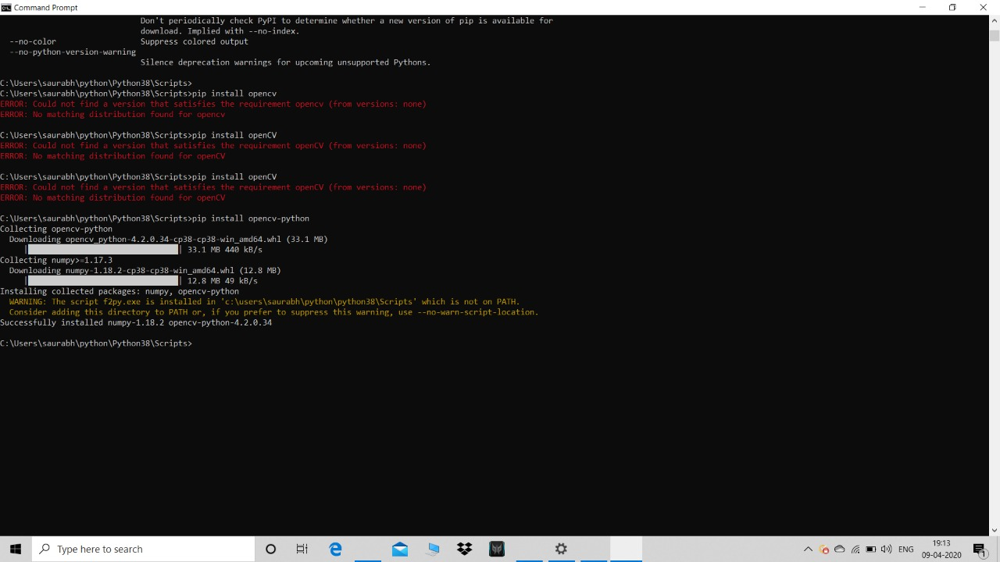 Command Prompt
Don't periodically check PyPI to determine whether a new version of pip is available for
download. Implied with --no-index.
--no-color Suppress colored output
--no-python-version-warning
Silence deprecation warnings for upcoming unsupported Pythons.
C:\Users\saurabh\python\Python38\Scripts>
C:\Users\saurabh\python\Python38\Scripts>pip install opencv
ERROR: Could not find a version that satisfies the requirement opencv (from versions: none)
ERROR: No matching distribution found for opencv
C:\Users\saurabh\python\Python38\Scripts>pip install openCV
ERROR: Could not find a version that satisfies the requirement openCV (from versions: none)
ERROR: No matching distribution found for openCV
C:\Users\saurabh\python\Python38\Scripts>pip install openCV
ERROR: Could not find a version that satisfies the requirement openCV (from versions: none)
ERROR: No matching distribution found for openCV
C:\Users\saurabh\python\Python38\Scripts>pip install opencv-python
Collecting opencv-python
Downloading opencv_python-4.2.0.34-cp38-cp38-win_amd64.whl (33.1 MB)
| | 33.1 MB 440 kB/s
Collecting numpy>=1.17.3
Downloading numpy-1.18.2-cp38-cp38-win_amd64.whl (12.8 MB)
| | 12.8 MB 49 kB/s
Installing collected packages: numpy, opencv-python
WARNING: The script f2py.exe is installed in 'c:\users\saurabh\python\python38\Scripts' which is not on PATH.
Consider adding this directory to PATH or, if you prefer to suppress this warning, use --no-warn-script-location.
Successfully installed numpy-1.18.2 opencv-python-4.2.0.34
C:\Users\saurabh\python\Python38\Scripts>
Type here to search
ENG
19:13
09-04-2020
1